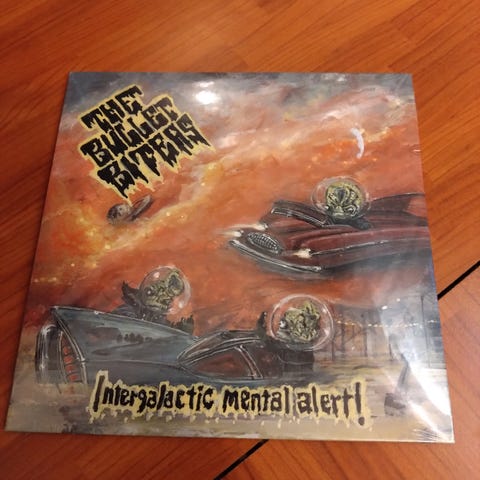 THE
BULLET
BITERS
Intergalactic mental alert!